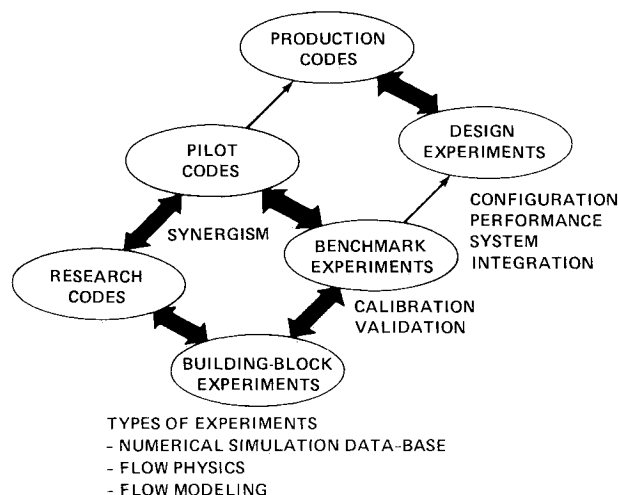 PRODUCTION
CODES
DESIGN
EXPERIMENTS
PILOT
CODES
CONFIGURATION
PERFORMANCE
SYSTEM
INTEGRATION
SYNERGISM
BENCHMARK
EXPERIMENTS
RESEARCH
CODES
CALIBRATION
VALIDATION
BUILDING-BLOCK
EXPERIMENTS
TYPES OF EXPERIMENTS
- NUMERICAL SIMULATION DATA-BASE
- FLOW PHYSICS
- FLOW MODELING